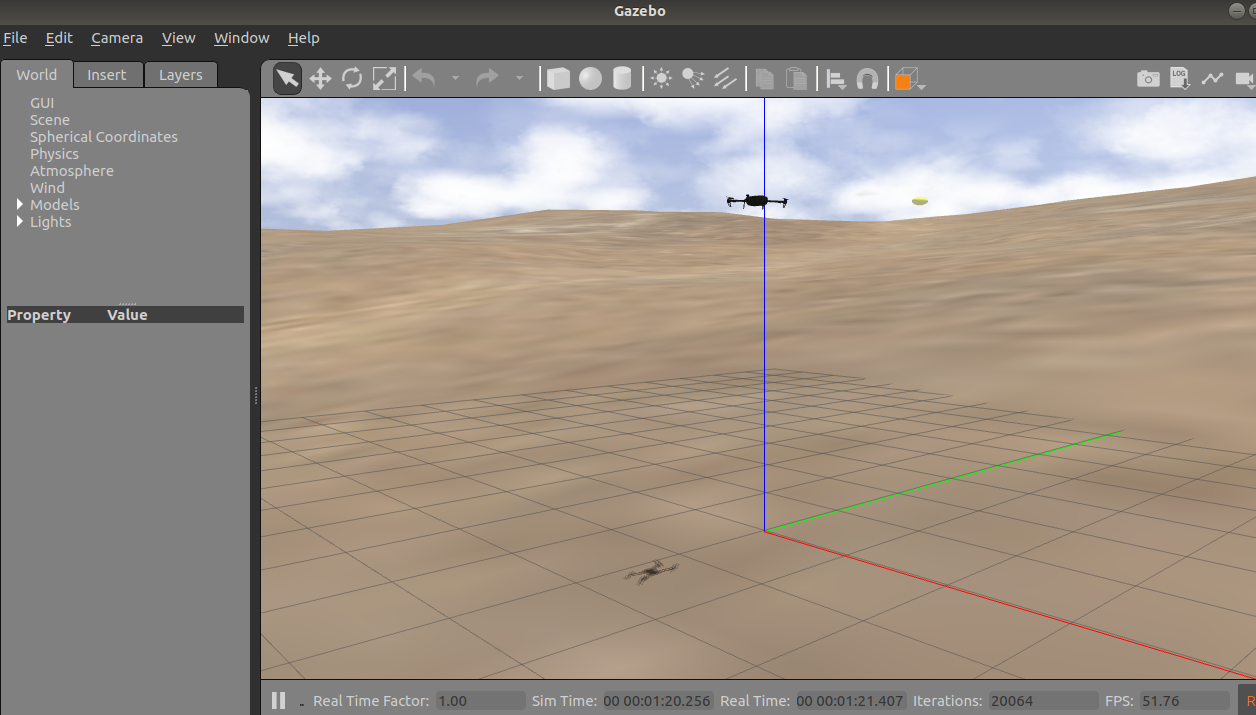 Gazebo
File Edit Camera View Window Help
World Insert Layers
LOG
GUI
Scene
Spherical Coordinates
Physics
Atmosphere
Wind
Models
Lights
Property Value
Real Time Factor: 1.00 Sim Time: 00 00:01:20.256 Real Time: 00 00:01:21.407 Iterations: 20064 FPS: 51.76 R